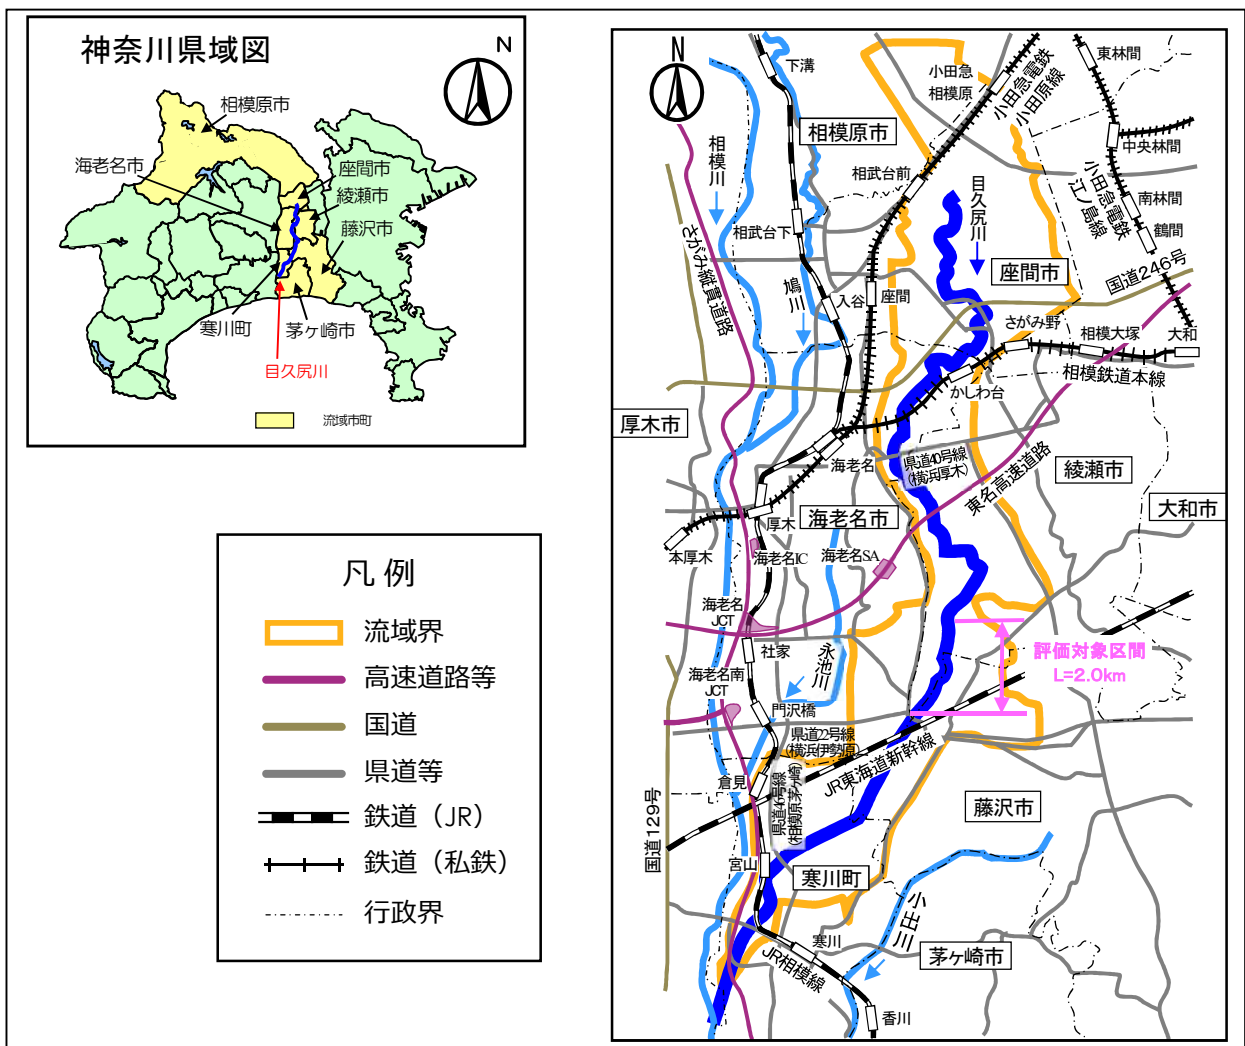 神奈川県域図
N
相模原市
海老名市
座間市
綾瀬市
藤沢市
寒川町
茅ヶ崎市
目久尻川
流域市町
凡例
流域界
高速道路等
国道
県道等
鉄道（JR）
鉄道（私鉄）
行政界
N
下溝
小田急
相模原
小田急電鉄
小田原線
東林間
相模原市
中央林間
相模川
相武台前
目久尻川
小田急電鉄
江ノ島線
南林間
鶴間
相武台下
さがみ縦貫道路
座間市
国道246号
鳩川
入谷
座間
さがみ野
相模大塚
大和
相模鉄道本線
かしわ台
厚木市
海老名
県道40号線
（横浜厚木）
東名高速道路
綾瀬市
大和市
海老名市
厚木
本厚木
海老名IC
海老名SA
海老名
JCT
社家
永池川
評価対象区間
L=2.0km
海老名南
JCT
門沢橋
県道22号線
（横浜伊勢原）
JR東海道新幹線
倉見
県道46号線
（相模原茅ヶ崎）
藤沢市
国道129号
宮山
寒川町
小出川
寒川
茅ヶ崎市
JR相模線
香川